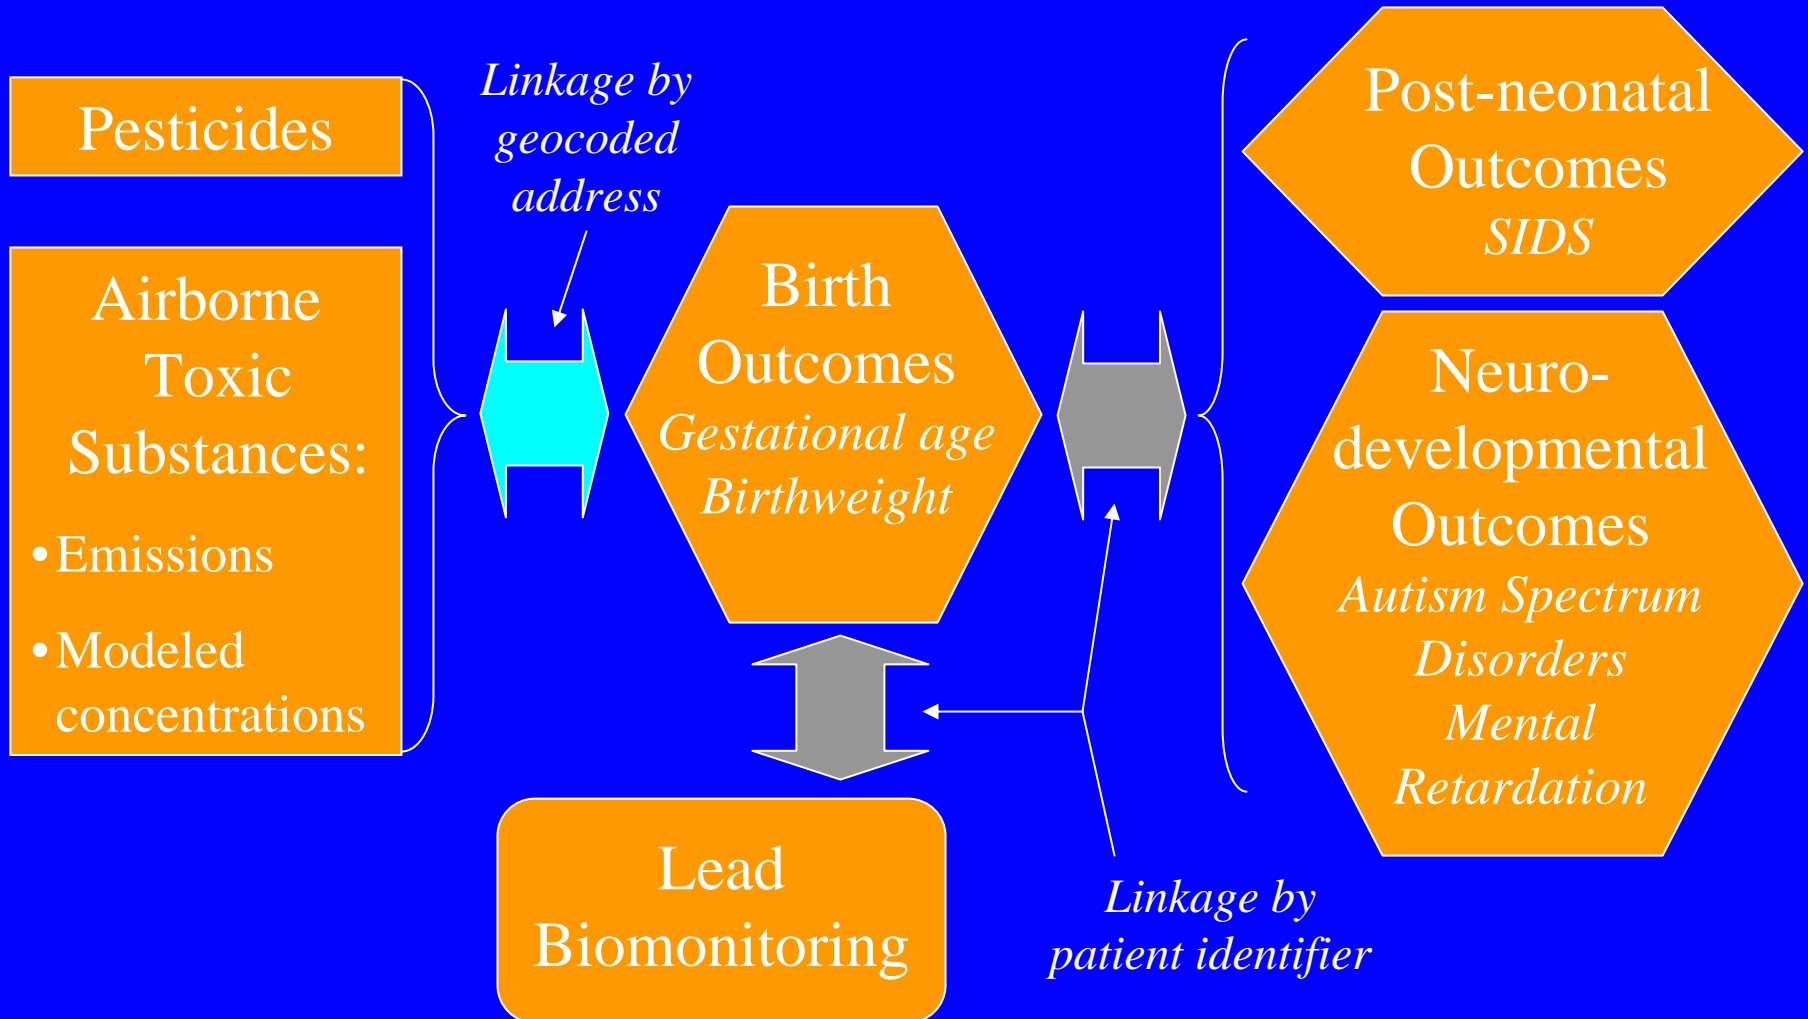 Pesticides
Airborne
Toxic
Substances:
•Emissions
•Modeled
concentrations
Linkage by
geocoded
address
Birth
Outcomes
Gestational age
Birthweight
Lead
Biomonitoring
Linkage by
patient identifier
Post-neonatal
Outcomes
SIDS
Neuro-
developmental
Outcomes
Autism Spectrum
Disorders
Mental
Retardation